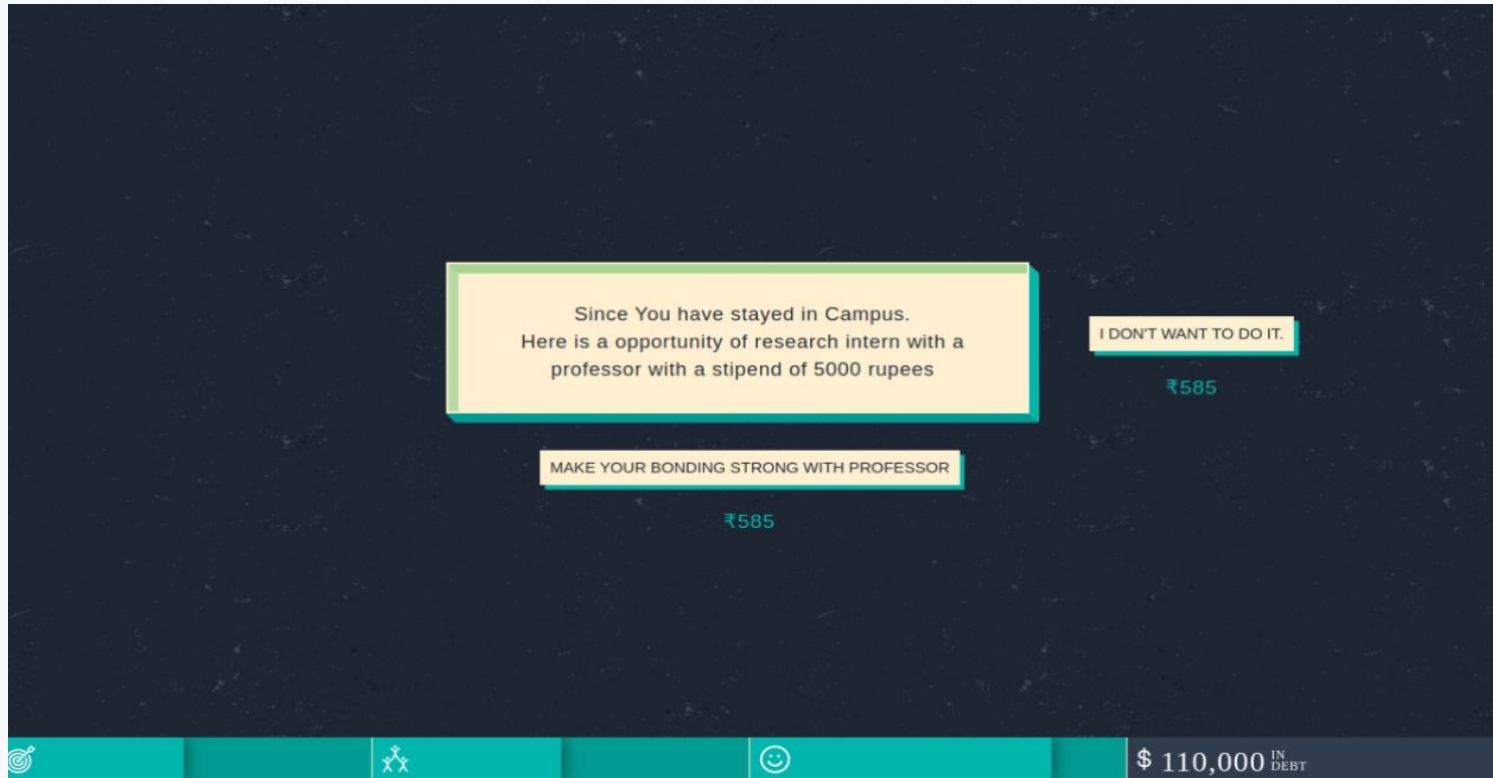 Since You have stayed in Campus.
Here is a opportunity of research intern with a
professor with a stipend of 5000 rupees
I DON'T WANT TO DO IT.
₹585
MAKE YOUR BONDING STRONG WITH PROFESSOR
₹585
$ 110,000 IN DEBT